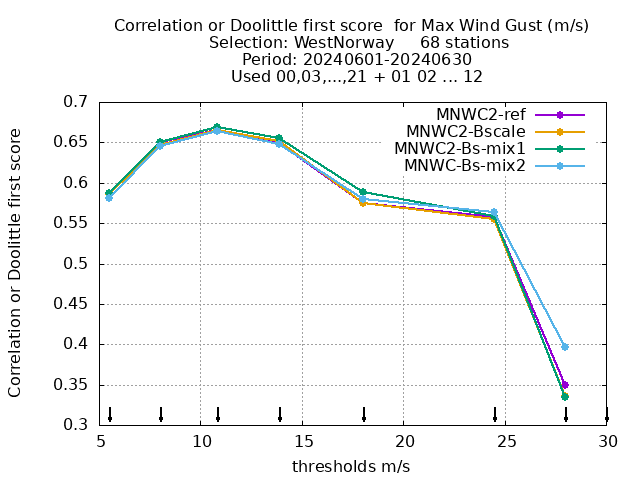 Correlation or Doolittle first score  for Max Wind Gust (m/s)
Selection: WestNorway     68 stations
Period: 20240601-20240630
Used 00,03,...,21 + 01 02 ... 12
Correlation or Doolittle first score
0.7
0.65
0.6
0.55
0.5
0.45
0.4
0.35
0.3
MNWC2-ref
MNWC2-Bscale
MNWC2-Bs-mix1
MNWC-Bs-mix2
5 10 15 20 25 30
thresholds m/s